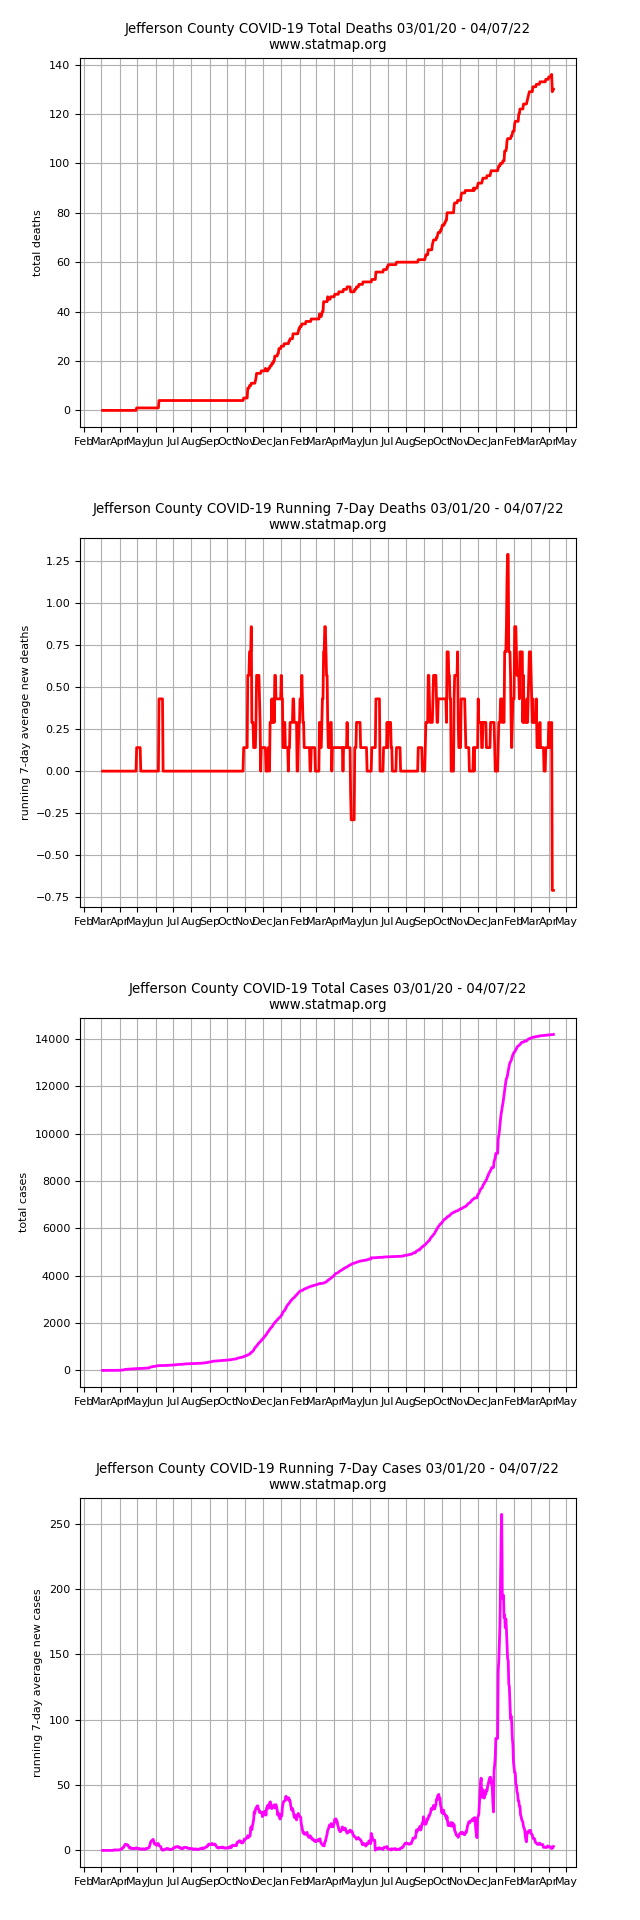 Jefferson County COVID-19 Total Deaths 03/01/20 - 04/07/22
www.statmap.org
140
120
100
80
60
40
20
0
total deaths
Feb Mar Apr May Jun Jul Aug Sep Oct Nov Dec Jan Feb Mar Apr May Jun Jul Aug Sep Oct Nov Dec Jan Feb Mar Apr May
Jefferson County COVID-19 Running 7-Day Deaths 03/01/20 - 04/07/22
www.statmap.org
1.25
1.00
0.75
0.50
0.25
0.00
−0.25
−0.50
−0.75
running 7-day average new deaths
Feb Mar Apr May Jun Jul Aug Sep Oct Nov Dec Jan Feb Mar Apr May Jun Jul Aug Sep Oct Nov Dec Jan Feb Mar Apr May
Jefferson County COVID-19 Total Cases 03/01/20 - 04/07/22
www.statmap.org
14000
12000
10000
8000
6000
4000
2000
0
total cases
Feb Mar Apr May Jun Jul Aug Sep Oct Nov Dec Jan Feb Mar Apr May Jun Jul Aug Sep Oct Nov Dec Jan Feb Mar Apr May
Jefferson County COVID-19 Running 7-Day Cases 03/01/20 - 04/07/22
www.statmap.org
250
200
150
100
50
0
running 7-day average new cases
Feb Mar Apr May Jun Jul Aug Sep Oct Nov Dec Jan Feb Mar Apr May Jun Jul Aug Sep Oct Nov Dec Jan Feb Mar Apr May